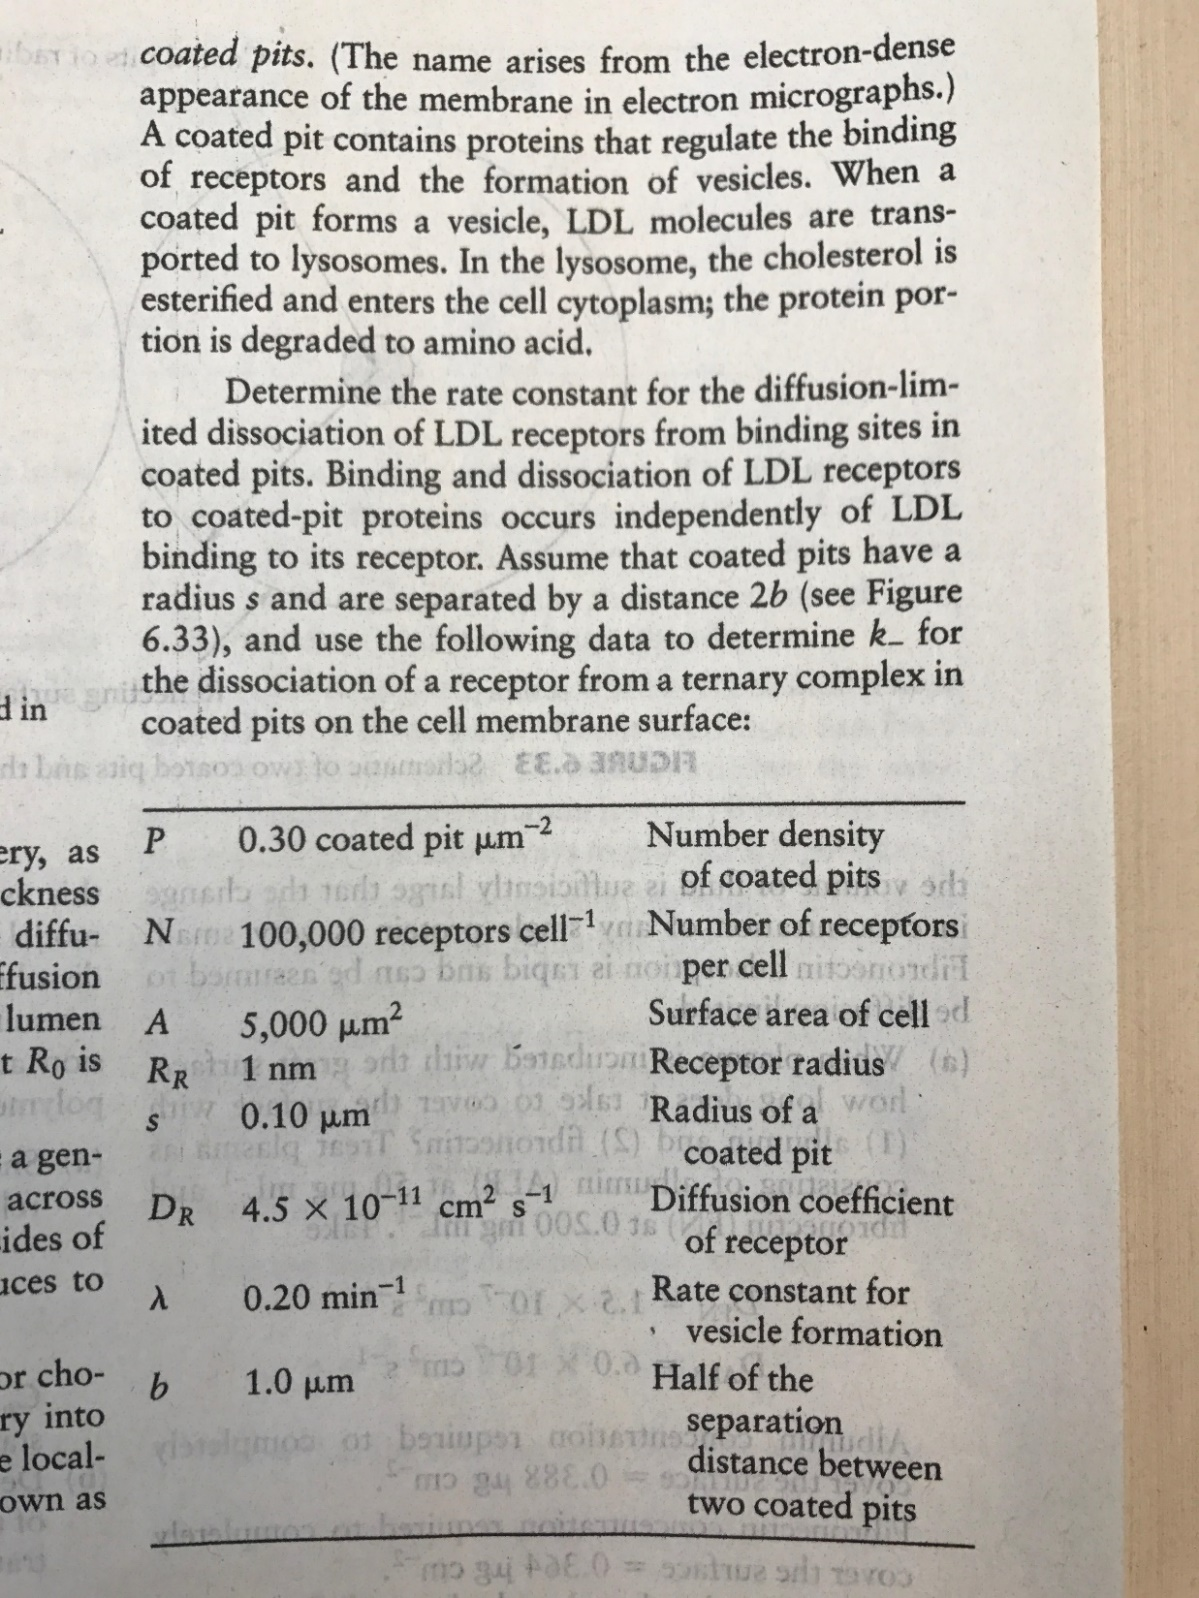 coated pits. (The name arises from the electron-dense
appearance of the membrane in electron micrographs.)
A coated pit contains proteins that regulate the binding
of receptors and the formation of vesicles. When a
coated pit forms a vesicle, LDL molecules are trans-
ported to lysosomes. In the lysosome, the cholesterol is
esterified and enters the cell cytoplasm; the protein por-
tion is degraded to amino acid.
Determine the rate constant for the diffusion-lim-
ited dissociation of LDL receptors from binding sites in
coated pits. Binding and dissociation of LDL receptors
to coated-pit proteins occurs independently of LDL
binding to its receptor. Assume that coated pits have a
radius s and are separated by a distance 2b (see Figure
6.33), and use the following data to determine k₋ for
the dissociation of a receptor from a ternary complex in
coated pits on the cell membrane surface:
P 0.30 coated pit μm⁻² Number density
of coated pits
N 100,000 receptors cell⁻¹ Number of receptors
per cell
A 5,000 μm² Surface area of cell
R_R 1 nm Receptor radius
s 0.10 μm Radius of a
coated pit
D_R 4.5 × 10⁻¹¹ cm² s⁻¹ Diffusion coefficient
of receptor
λ 0.20 min⁻¹ Rate constant for
vesicle formation
b 1.0 μm Half of the
separation
distance between
two coated pits
d in
ery, as
ckness
diffu-
ffusion
lumen
t R₀ is
a gen-
across
sides of
uces to
or cho-
ry into
e local-
own as